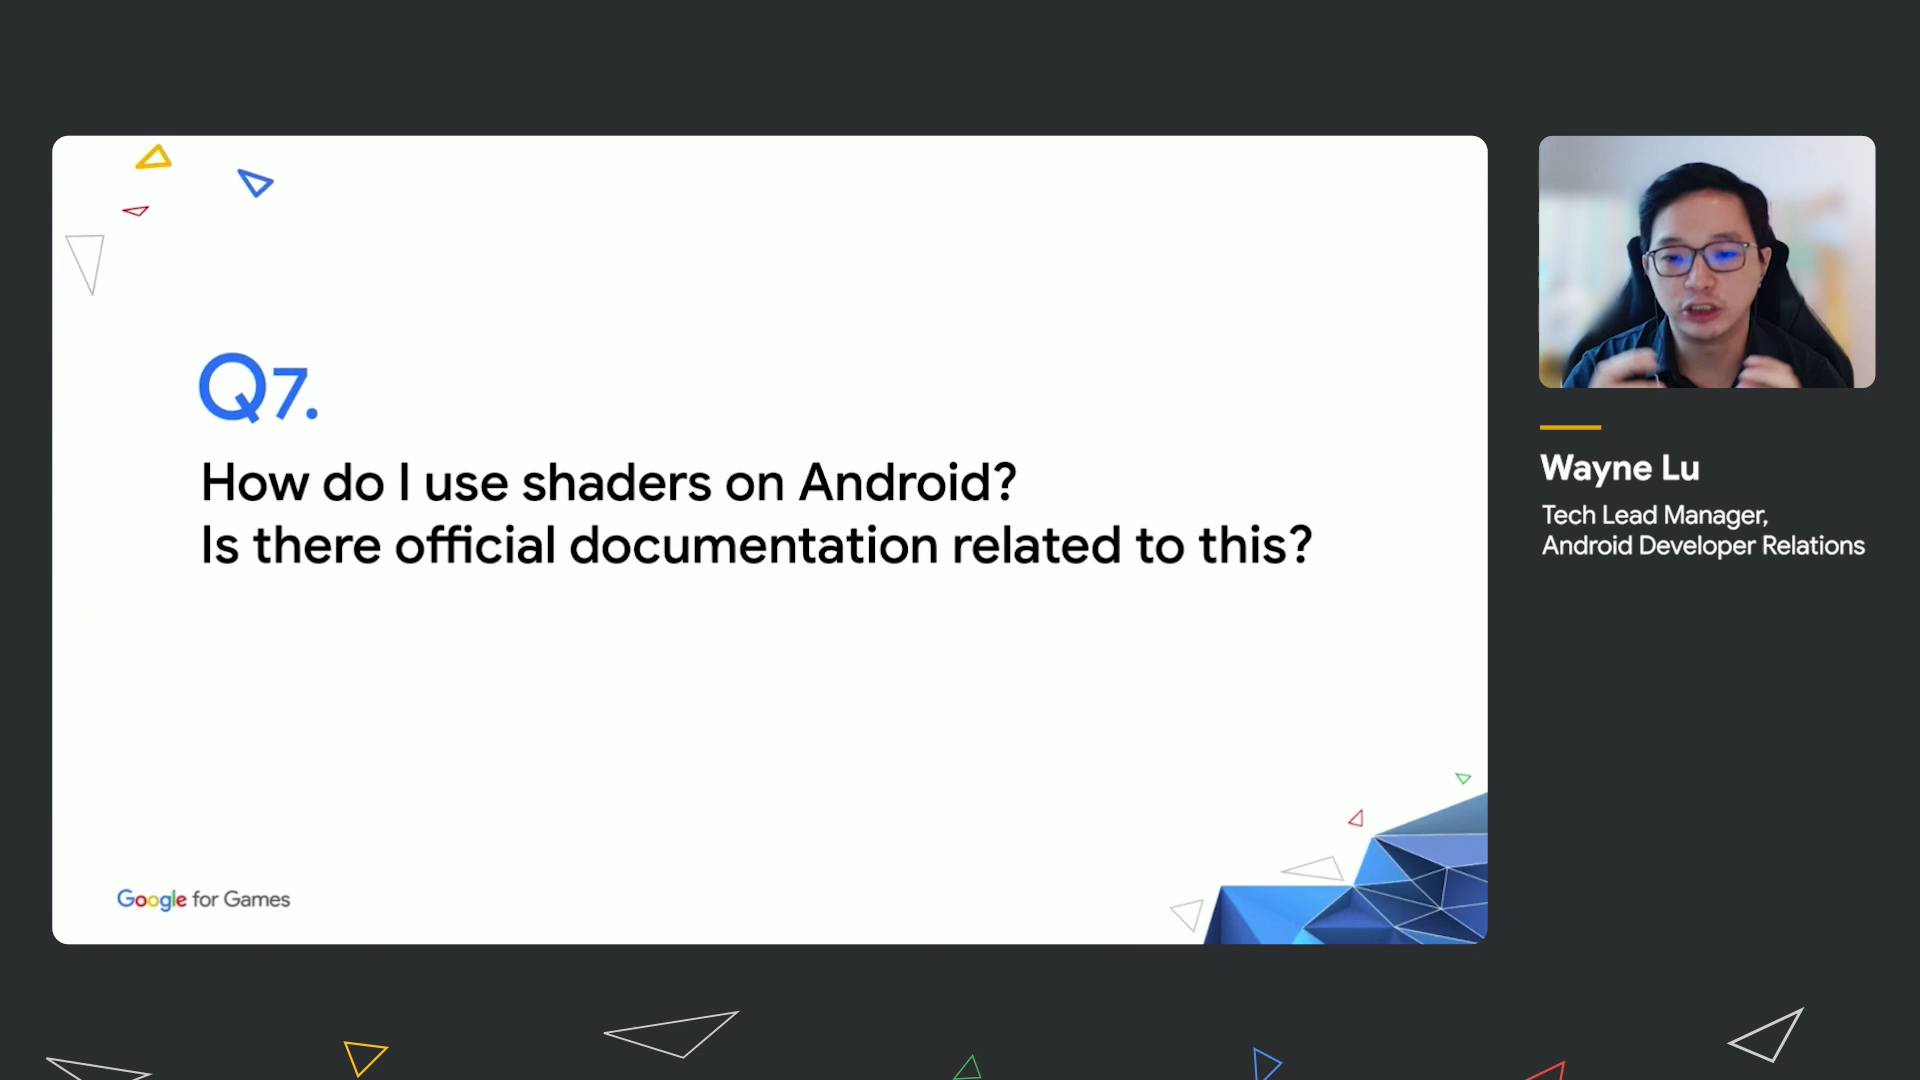 Q7.
How do I use shaders on Android?
Is there official documentation related to this?
Google for Games
Wayne Lu
Tech Lead Manager,
Android Developer Relations